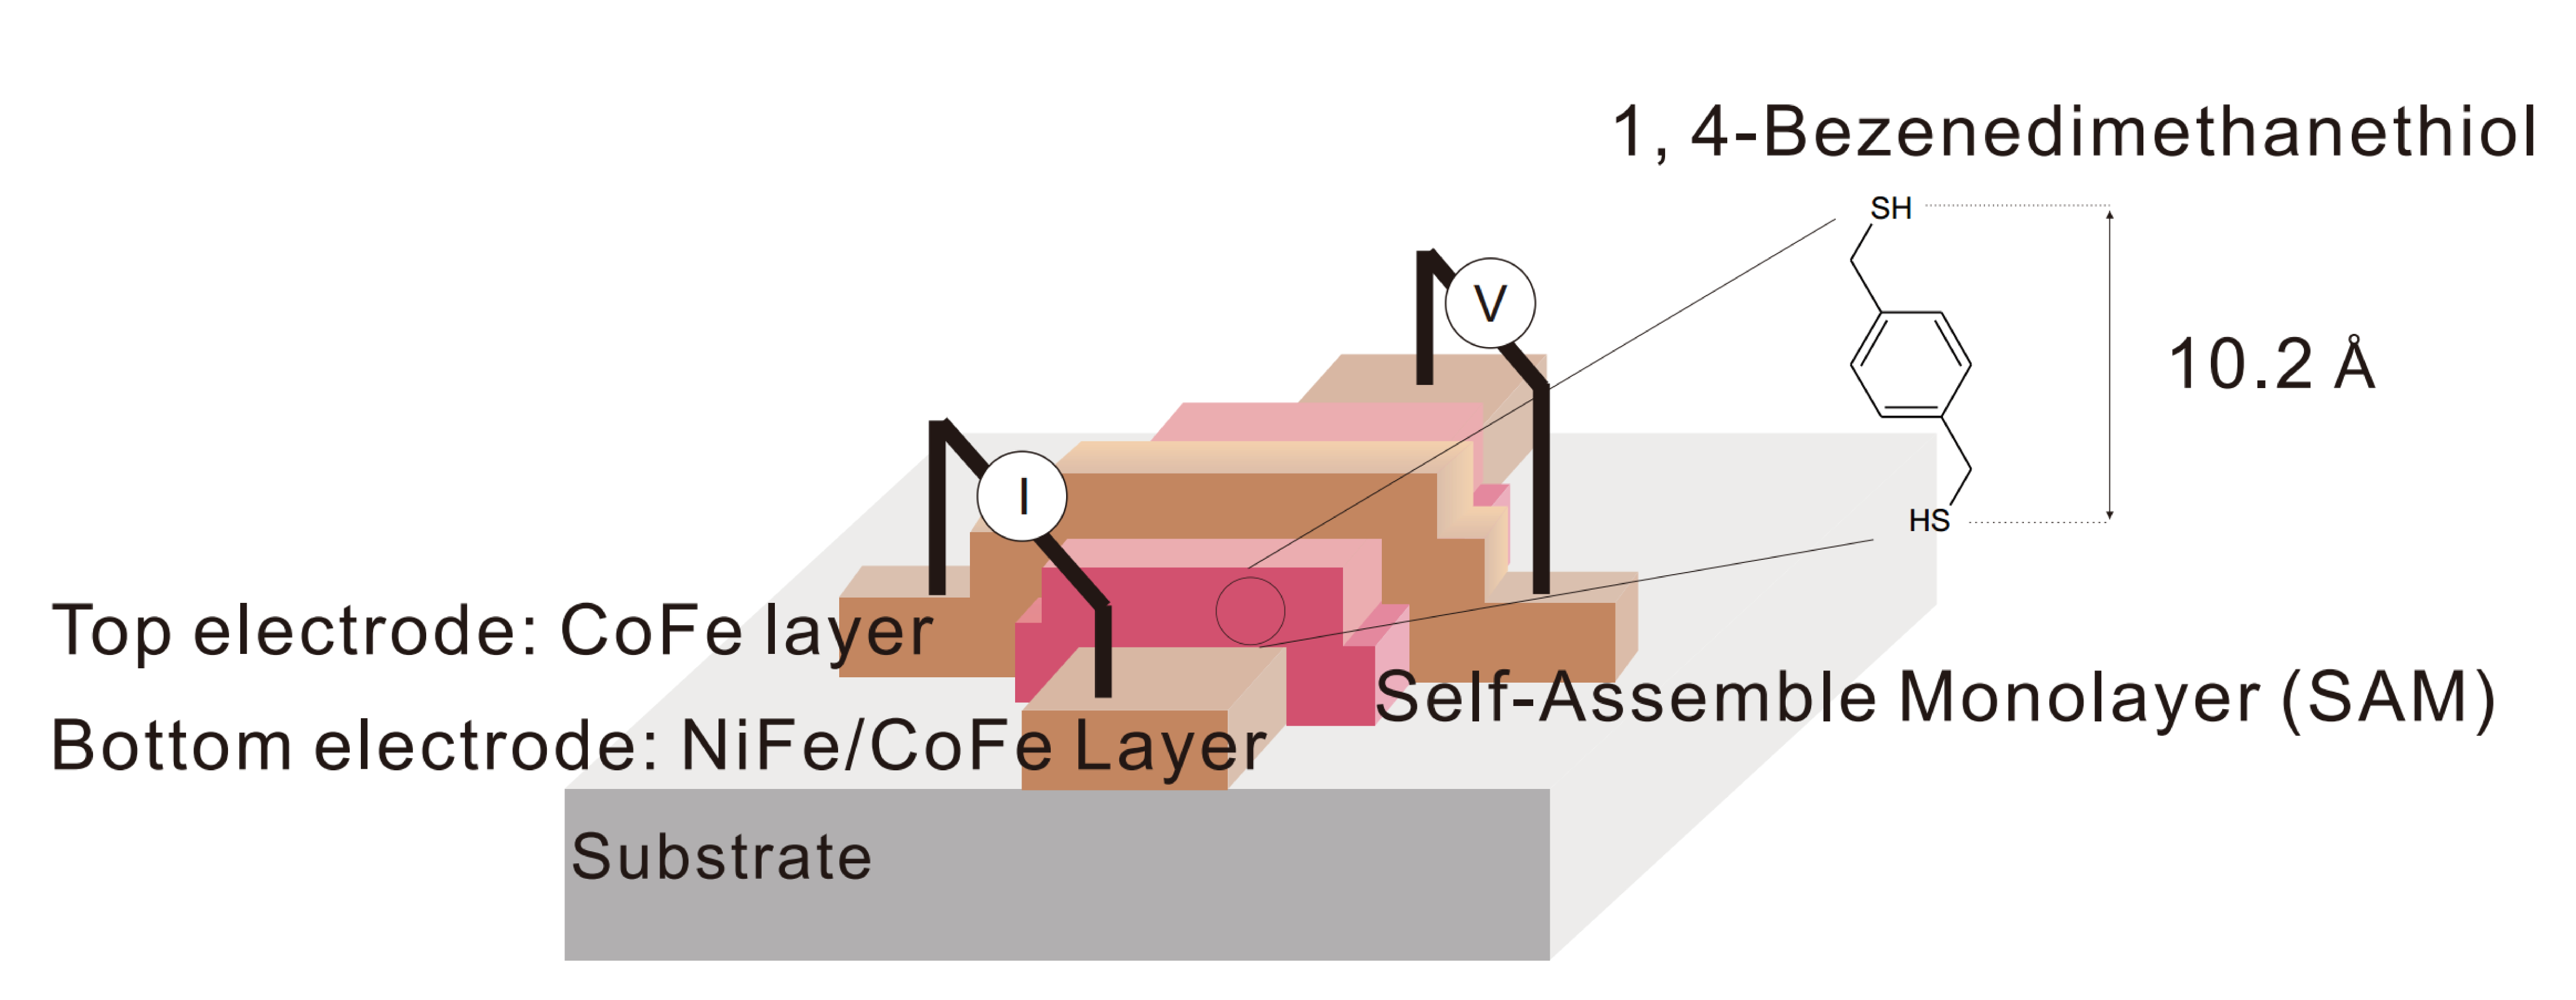 1, 4-Bezenedimethanethiol
SH
V
10.2 Å
I
HS
Top electrode: CoFe layer
Self-Assemble Monolayer (SAM)
Bottom electrode: NiFe/CoFe Layer
Substrate